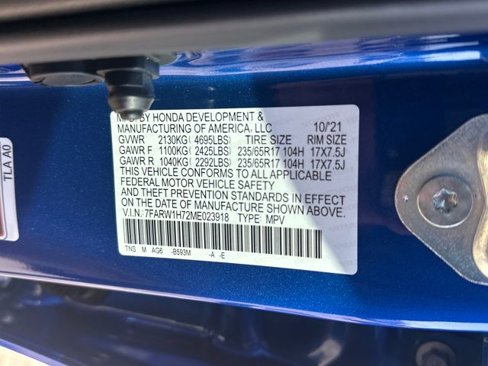 MFD. BY HONDA DEVELOPMENT &
MANUFACTURING OF AMERICA, LLC 10/'21
GVWR 2130KG (4695LBS) TIRE SIZE RIM SIZE
GAWR F 1100KG (2425LBS) 235/65R17 104H 17X7.5J
GAWR R 1040KG (2292LBS) 235/65R17 104H 17X7.5J
THIS VEHICLE CONFORMS TO ALL APPLICABLE
FEDERAL MOTOR VEHICLE SAFETY
AND THEFT PREVENTION STANDARDS IN EFFECT
ON THE DATE OF MANUFACTURE SHOWN ABOVE.
V.I.N.: 7FARW1H72ME023918 TYPE: MPV
TNS M AG6 -B593M -A -E
TLA A0